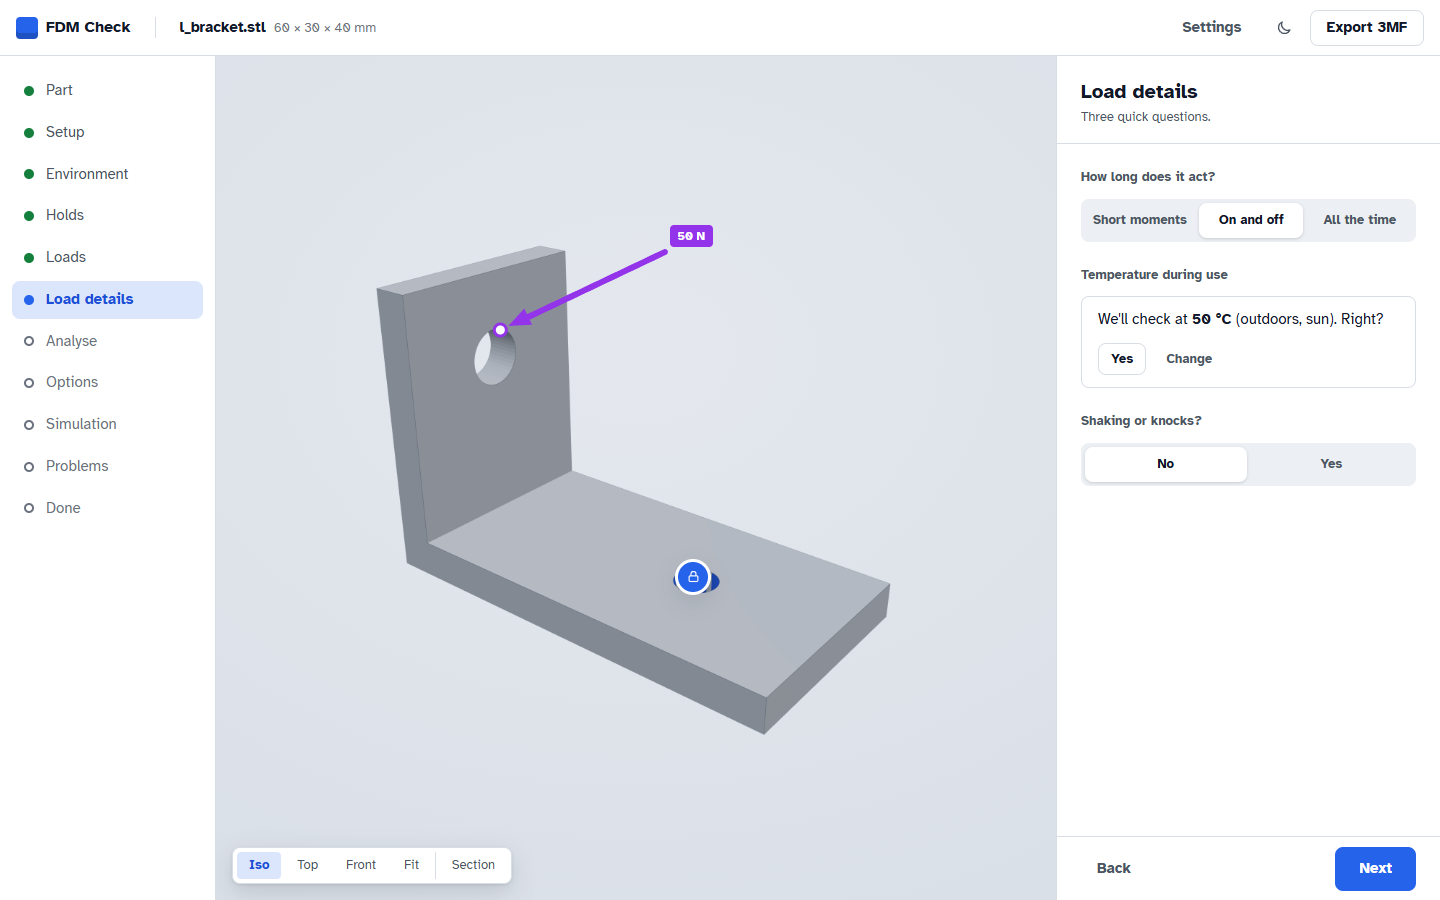 FDM Check
l_bracket.stl 60 × 30 × 40 mm
Settings
Export 3MF
Part
Setup
Environment
Holds
Loads
Load details
Analyse
Options
Simulation
Problems
Done
50 N
Iso
Top
Front
Fit
Section
Load details
Three quick questions.
How long does it act?
Short moments
On and off
All the time
Temperature during use
We'll check at 50 °C (outdoors, sun). Right?
Yes
Change
Shaking or knocks?
No
Yes
Back
Next